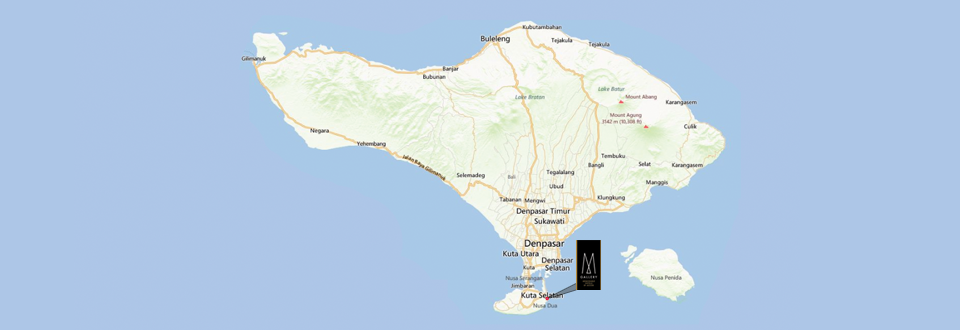 Kubutambahan
Buleleng
Tejakula
Tejakula
Gilimanuk
Banjar
Bubunan
Lake Bratan
Lake Batur
Mount Abang
Karangasem
Mount Agung
3142 m (10,308 ft)
Culik
Negara
Yehembang
Jalan Raya Gilimanuk
Selemadeg
Bali
Tegalalang
Ubud
Bangli
Tembuku
Selat
Karangasem
Manggis
Tabanan
Mengwi
Klungkung
Denpasar Timur
Sukawati
Denpasar
Kuta Utara
Denpasar
Selatan
Kuta
Nusa Serangan
Jimbaran
Kuta Selatan
Nusa Dua
Nusa Penida
M
GALLERY